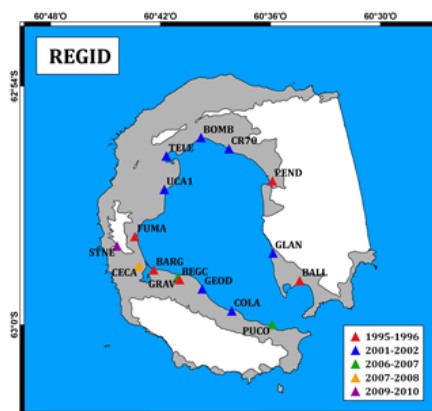 60°48'W 60°42'W 60°36'W 60°30'W
REGID
62°54'S
BOMB
CR70
TELE
PEND
UCA1
FUMA
STNE
GLAN
CECA
BARG
BEGC
BALL
GRAV
GEOD
COLA
PUCO
63°0'S
1995-1996
2001-2002
2006-2007
2007-2008
2009-2010